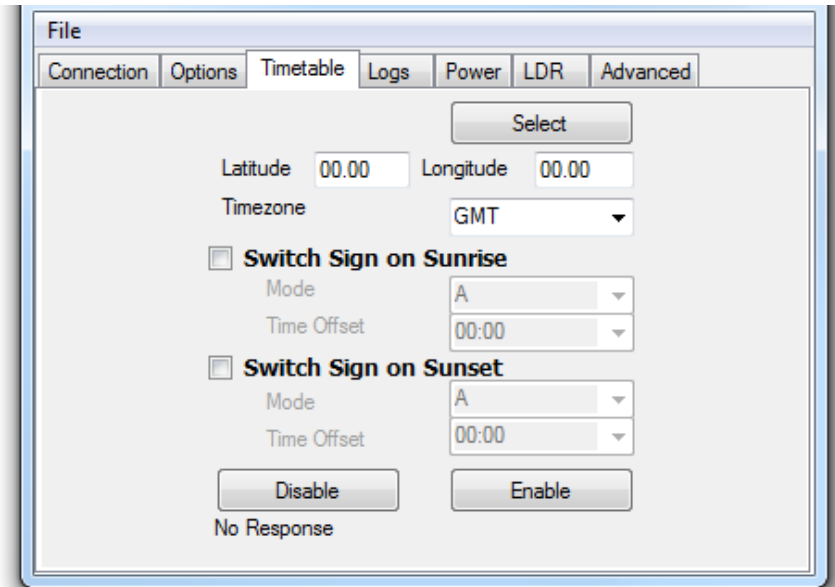 File
Connection Options Timetable Logs Power LDR Advanced
Select
Latitude 00.00 Longitude 00.00
Timezone GMT
Switch Sign on Sunrise
Mode A
Time Offset 00:00
Switch Sign on Sunset
Mode A
Time Offset 00:00
Disable Enable
No Response